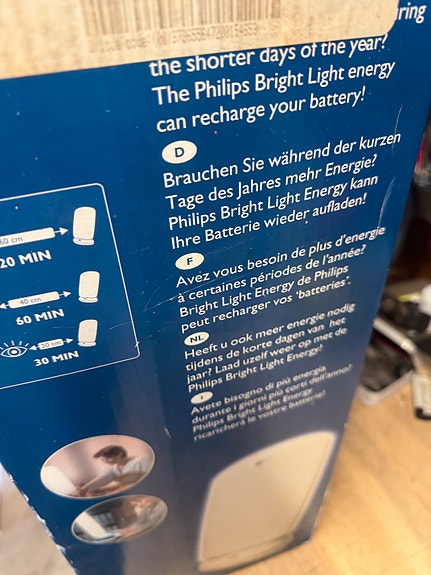 ring
the shorter days of the year?
The Philips Bright Light energy
can recharge your battery!
D
Brauchen Sie während der kurzen
Tage des Jahres mehr Energie?
Philips Bright Light Energy kann
Ihre Batterie wieder aufladen!
F
Avez vous besoin de plus d'energie
à certaines périodes de l'année?
Bright Light Energy de Philips
peut recharger vos 'batteries'.
NL
Heeft u ook meer energie nodig
tijdens de korte dagen van het
jaar? Laad uzelf weer op met de
Philips Bright Light Energy!
I
Avete bisogno di più energia
durante i giorni più corti dell'anno?
Philips Bright Light Energy
ricaricherà le vostre batterie!
60 cm
120 MIN
40 cm
60 MIN
20 cm
30 MIN